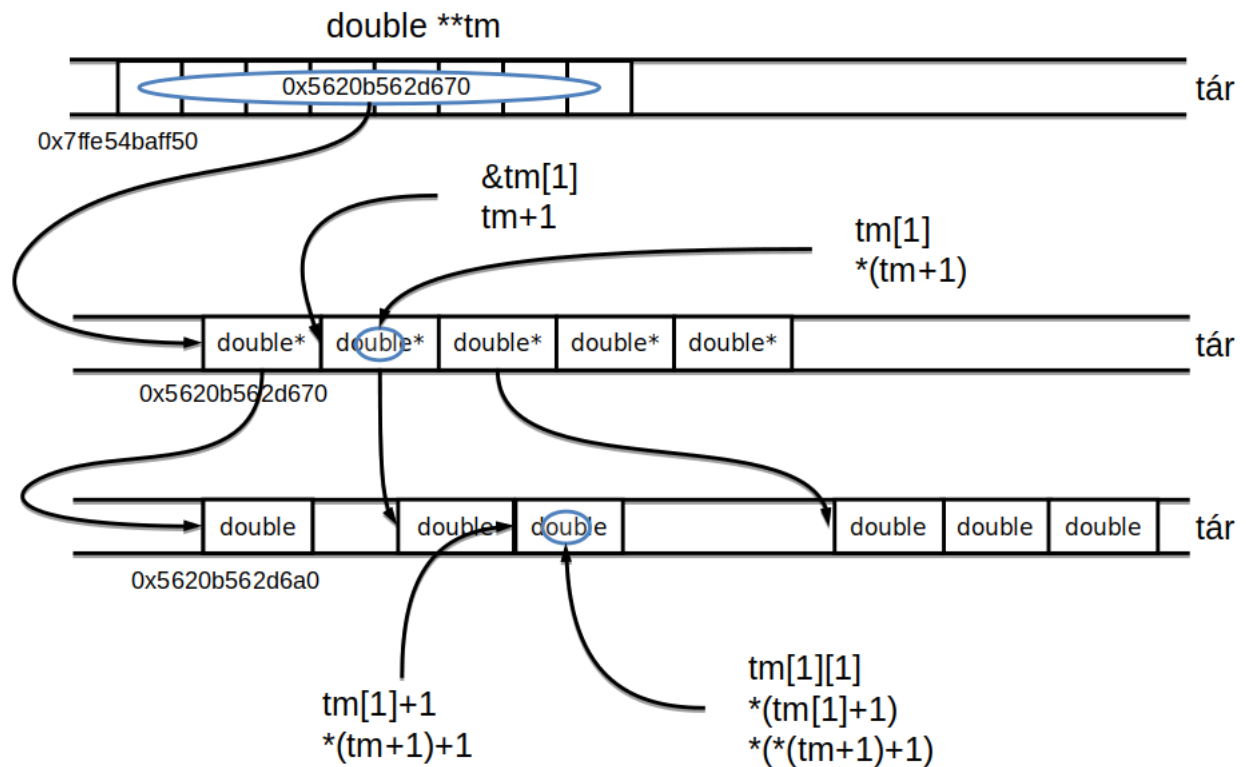 double **tm
0x5620b562d670
tár
0x7ffe54baff50
&tm[1]
tm+1
tm[1]
*(tm+1)
double* double* double* double* double*
tár
0x5620b562d670
double double double double double double
tár
0x5620b562d6a0
tm[1]+1
*(tm+1)+1
tm[1][1]
*(tm[1]+1)
*(*(tm+1)+1)